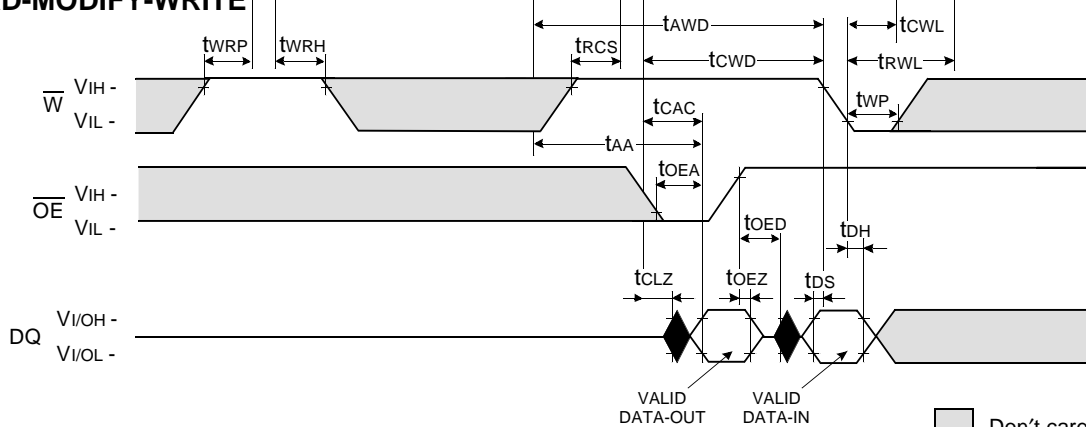 D-MODIFY-WRITE
tAWD
tCWL
tWRP
tWRH
tRCS
tCWD
tRWL
W
VIH -
VIL -
tCAC
tWP
tAA
tOEA
OE
VIH -
VIL -
tOED
tDH
tCLZ
tOEZ
tDS
DQ
VI/OH -
VI/OL -
VALID
DATA-OUT
VALID
DATA-IN
Don't care